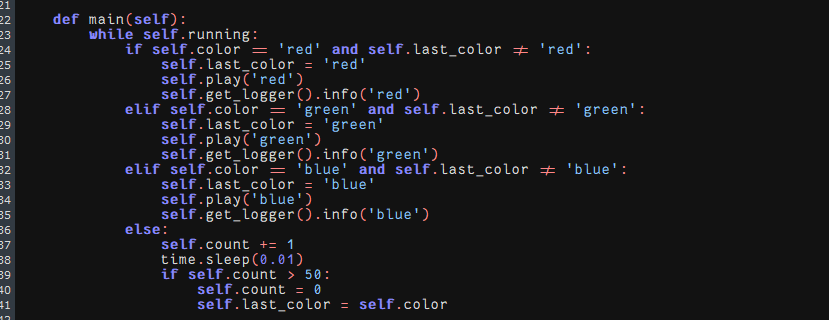 21
22 def main(self):
23 while self.running:
24 if self.color == 'red' and self.last_color != 'red':
25 self.last_color = 'red'
26 self.play('red')
27 self.get_logger().info('red')
28 elif self.color == 'green' and self.last_color != 'green':
29 self.last_color = 'green'
30 self.play('green')
31 self.get_logger().info('green')
32 elif self.color == 'blue' and self.last_color != 'blue':
33 self.last_color = 'blue'
34 self.play('blue')
35 self.get_logger().info('blue')
36 else:
37 self.count += 1
38 time.sleep(0.01)
39 if self.count > 50:
40 self.count = 0
41 self.last_color = self.color